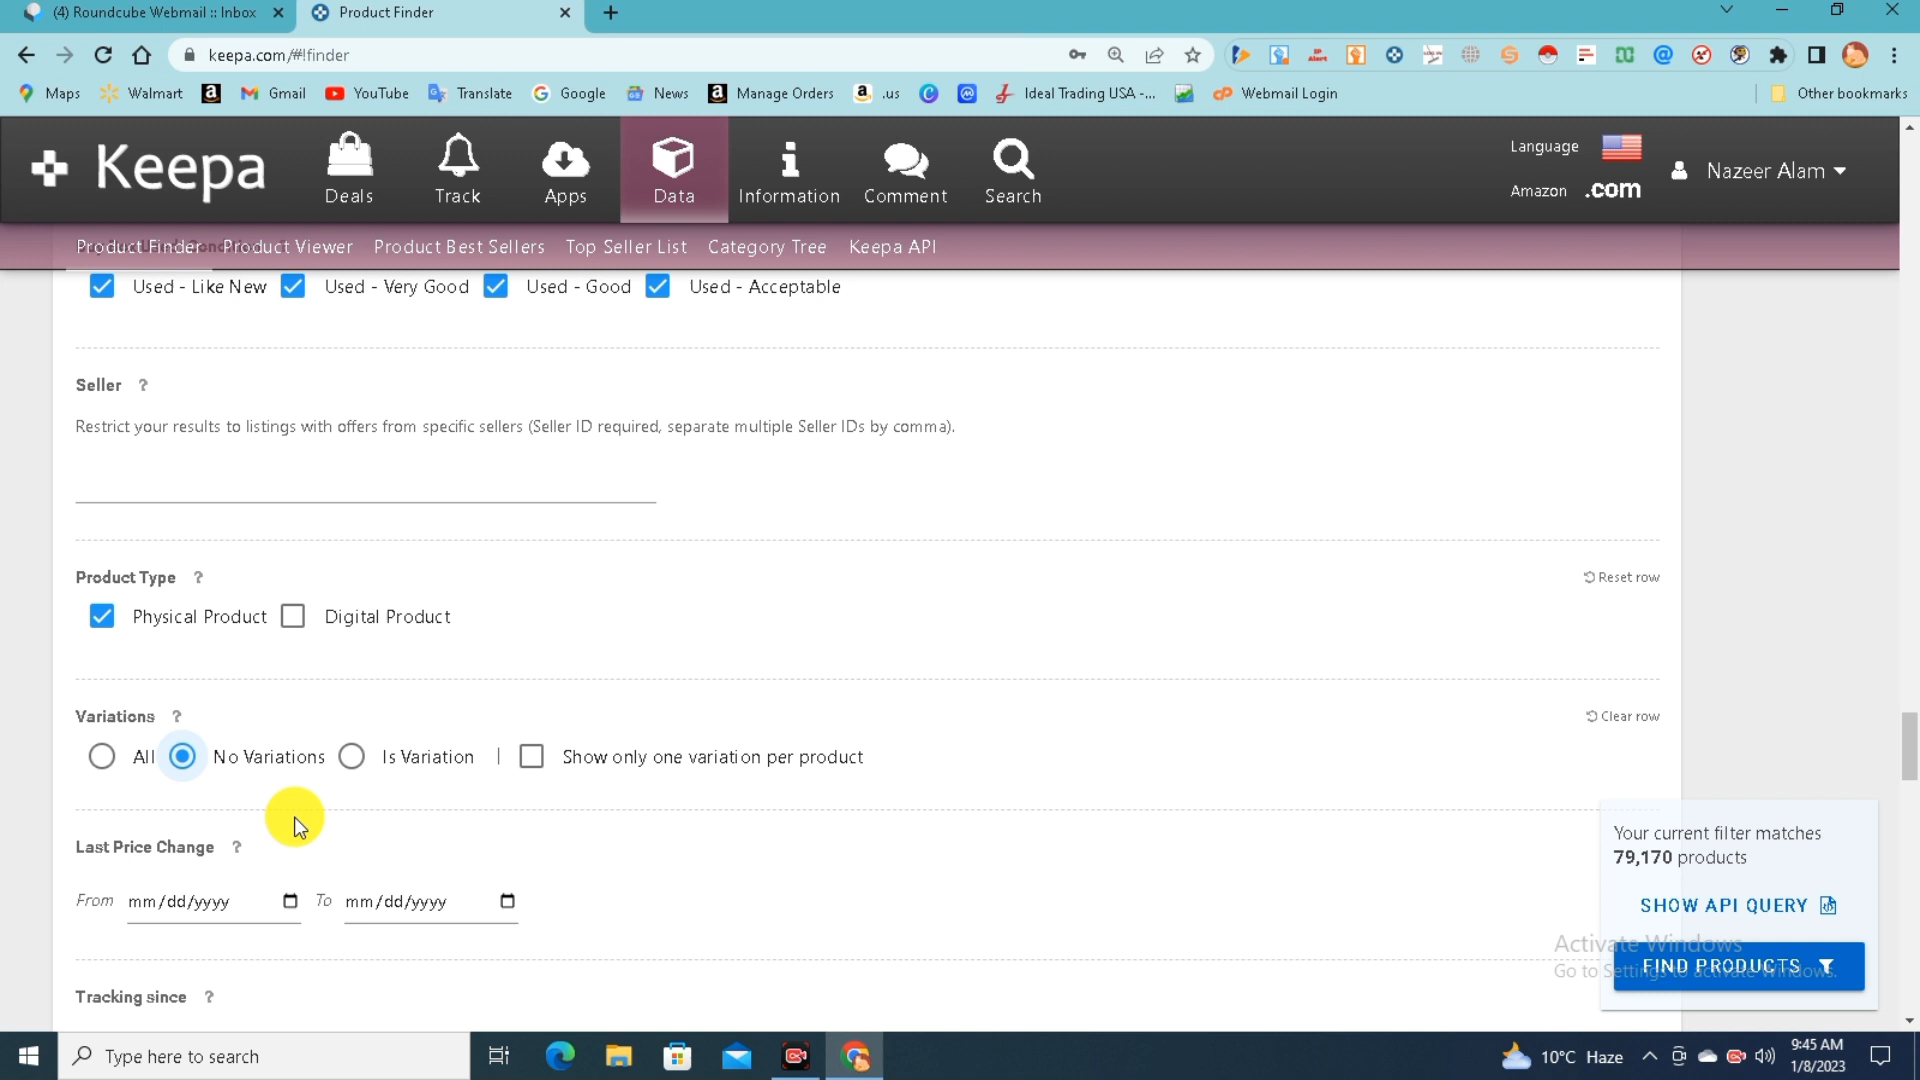 (4) Roundcube Webmail :: Inbox
Product Finder
keepa.com/#!finder
Maps
Walmart
Gmail
YouTube
Translate
Google
News
Manage Orders
.us
Ideal Trading USA -...
Webmail Login
Other bookmarks
Keepa
Deals
Track
Apps
Data
Information
Comment
Search
Language
Amazon .com
Nazeer Alam
Product Finder Product Viewer Product Best Sellers Top Seller List Category Tree Keepa API
Used - Like New Used - Very Good Used - Good Used - Acceptable
Seller ?
Restrict your results to listings with offers from specific sellers (Seller ID required, separate multiple Seller IDs by comma).
Product Type ? Reset row
Physical Product Digital Product
Variations ? Clear row
All No Variations Is Variation | Show only one variation per product
Last Price Change ?
From mm/dd/yyyy To mm/dd/yyyy
Tracking since ?
Your current filter matches
79,170 products
SHOW API QUERY
Activate Windows
Go to Settings to activate Windows.
FIND PRODUCTS
Type here to search
10°C Haze
9:45 AM
1/8/2023